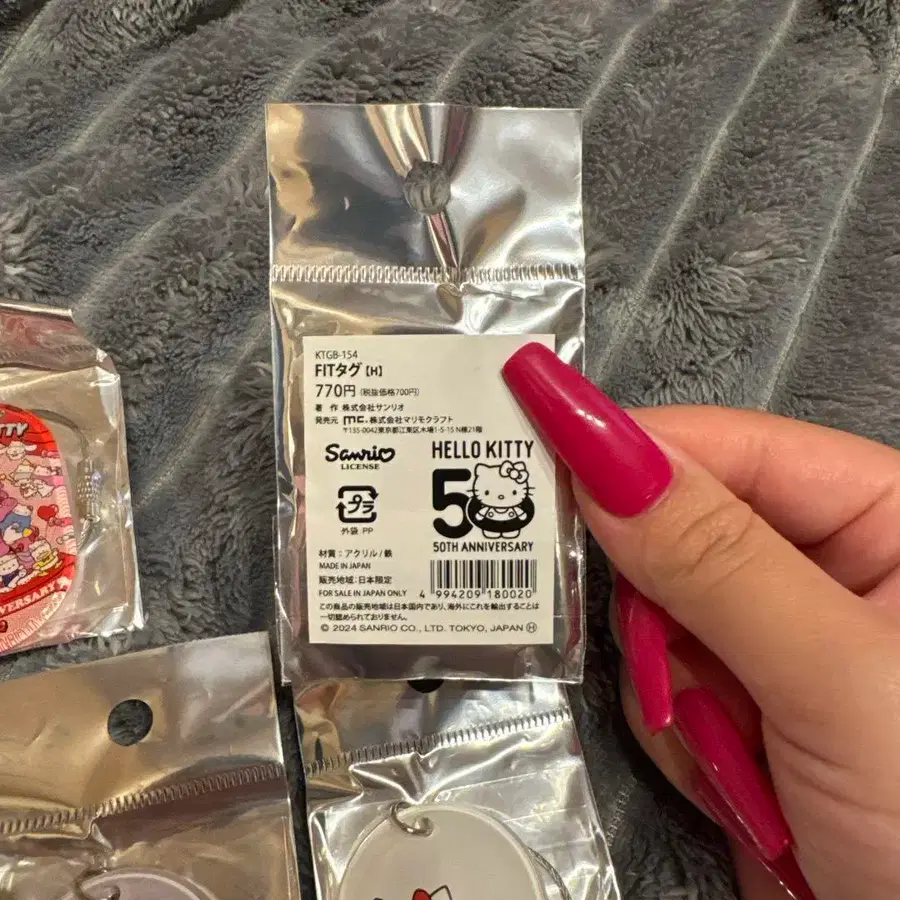 KTGB-154
FITタグ【H】
770円 (税抜価格700円)
著 作 株式会社サンリオ
発売元 mc. 株式会社マリモクラフト
〒135-0042東京都江東区木場1-5-15 N棟21階
Sanrio
LICENSE
HELLO KITTY
50
50TH ANNIVERSARY
プラ
外袋:PP
材質:アクリル/鉄
MADE IN JAPAN
販売地域:日本限定
FOR SALE IN JAPAN ONLY
4 994209 180020
この商品の販売地域は日本国内であり、海外にこれを輸出することは
一切認められておりません。
© 2024 SANRIO CO., LTD. TOKYO, JAPAN Ⓗ